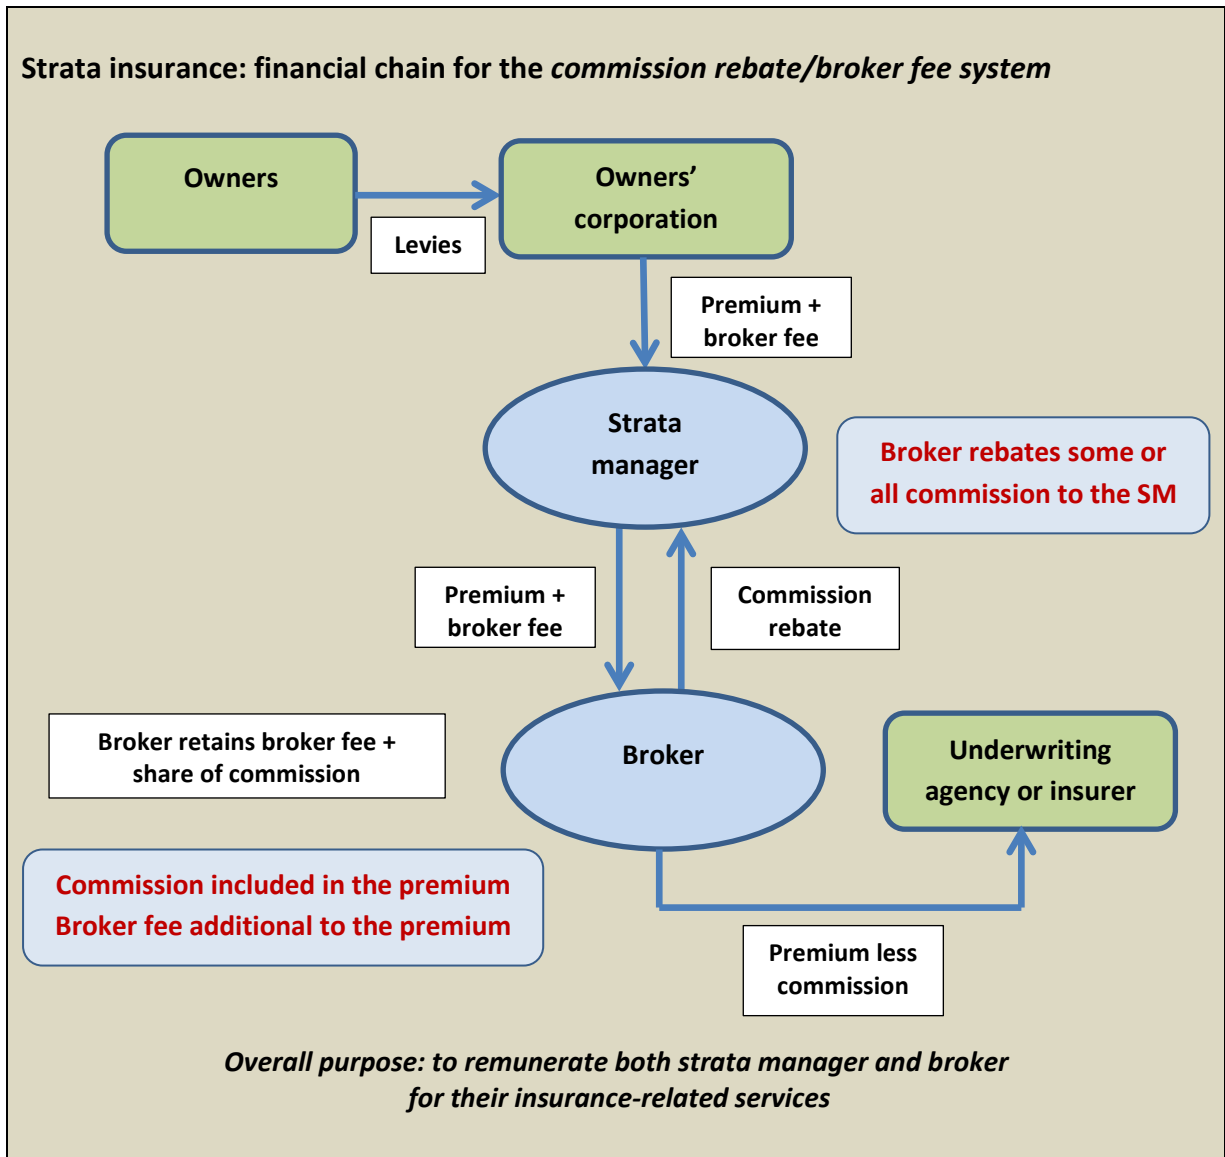 Strata insurance: financial chain for the commission rebate/broker fee system
Owners
Owners’
corporation
Levies
Premium +
broker fee
Strata
manager
Broker rebates some or
all commission to the SM
Premium +
broker fee
Commission
rebate
Broker retains broker fee +
share of commission
Broker
Underwriting
agency or insurer
Commission included in the premium
Broker fee additional to the premium
Premium less
commission
Overall purpose: to remunerate both strata manager and broker
for their insurance-related services